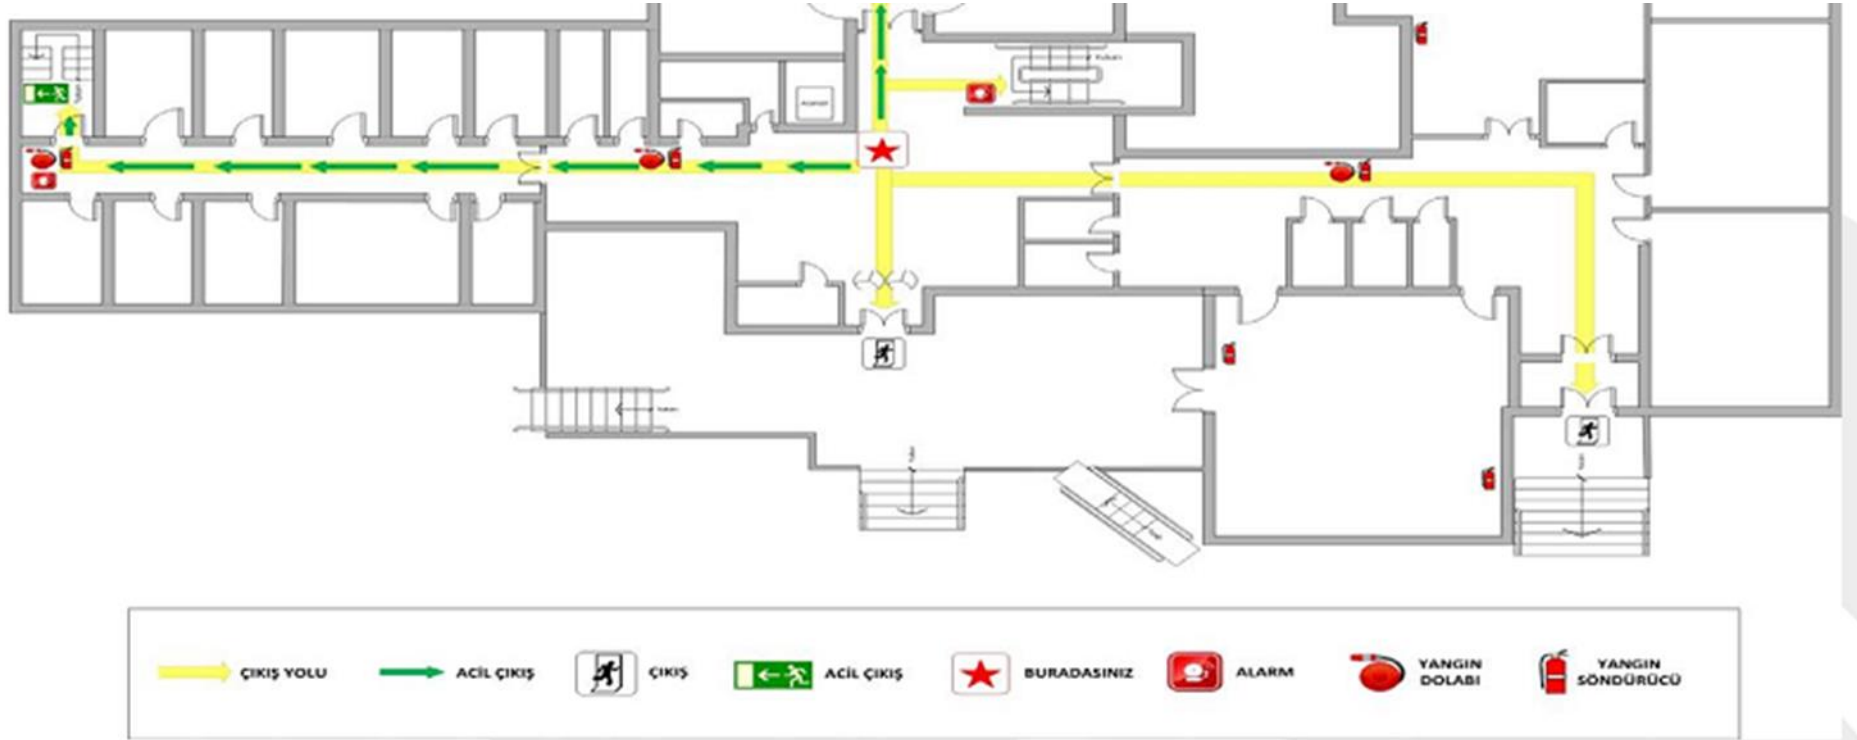 ÇIKIŞ YOLU
ACİL ÇIKIŞ
ÇIKIŞ
ACİL ÇIKIŞ
BURADASINIZ
ALARM
YANGIN
DOLABI
YANGIN
SÖNDÜRÜCÜ